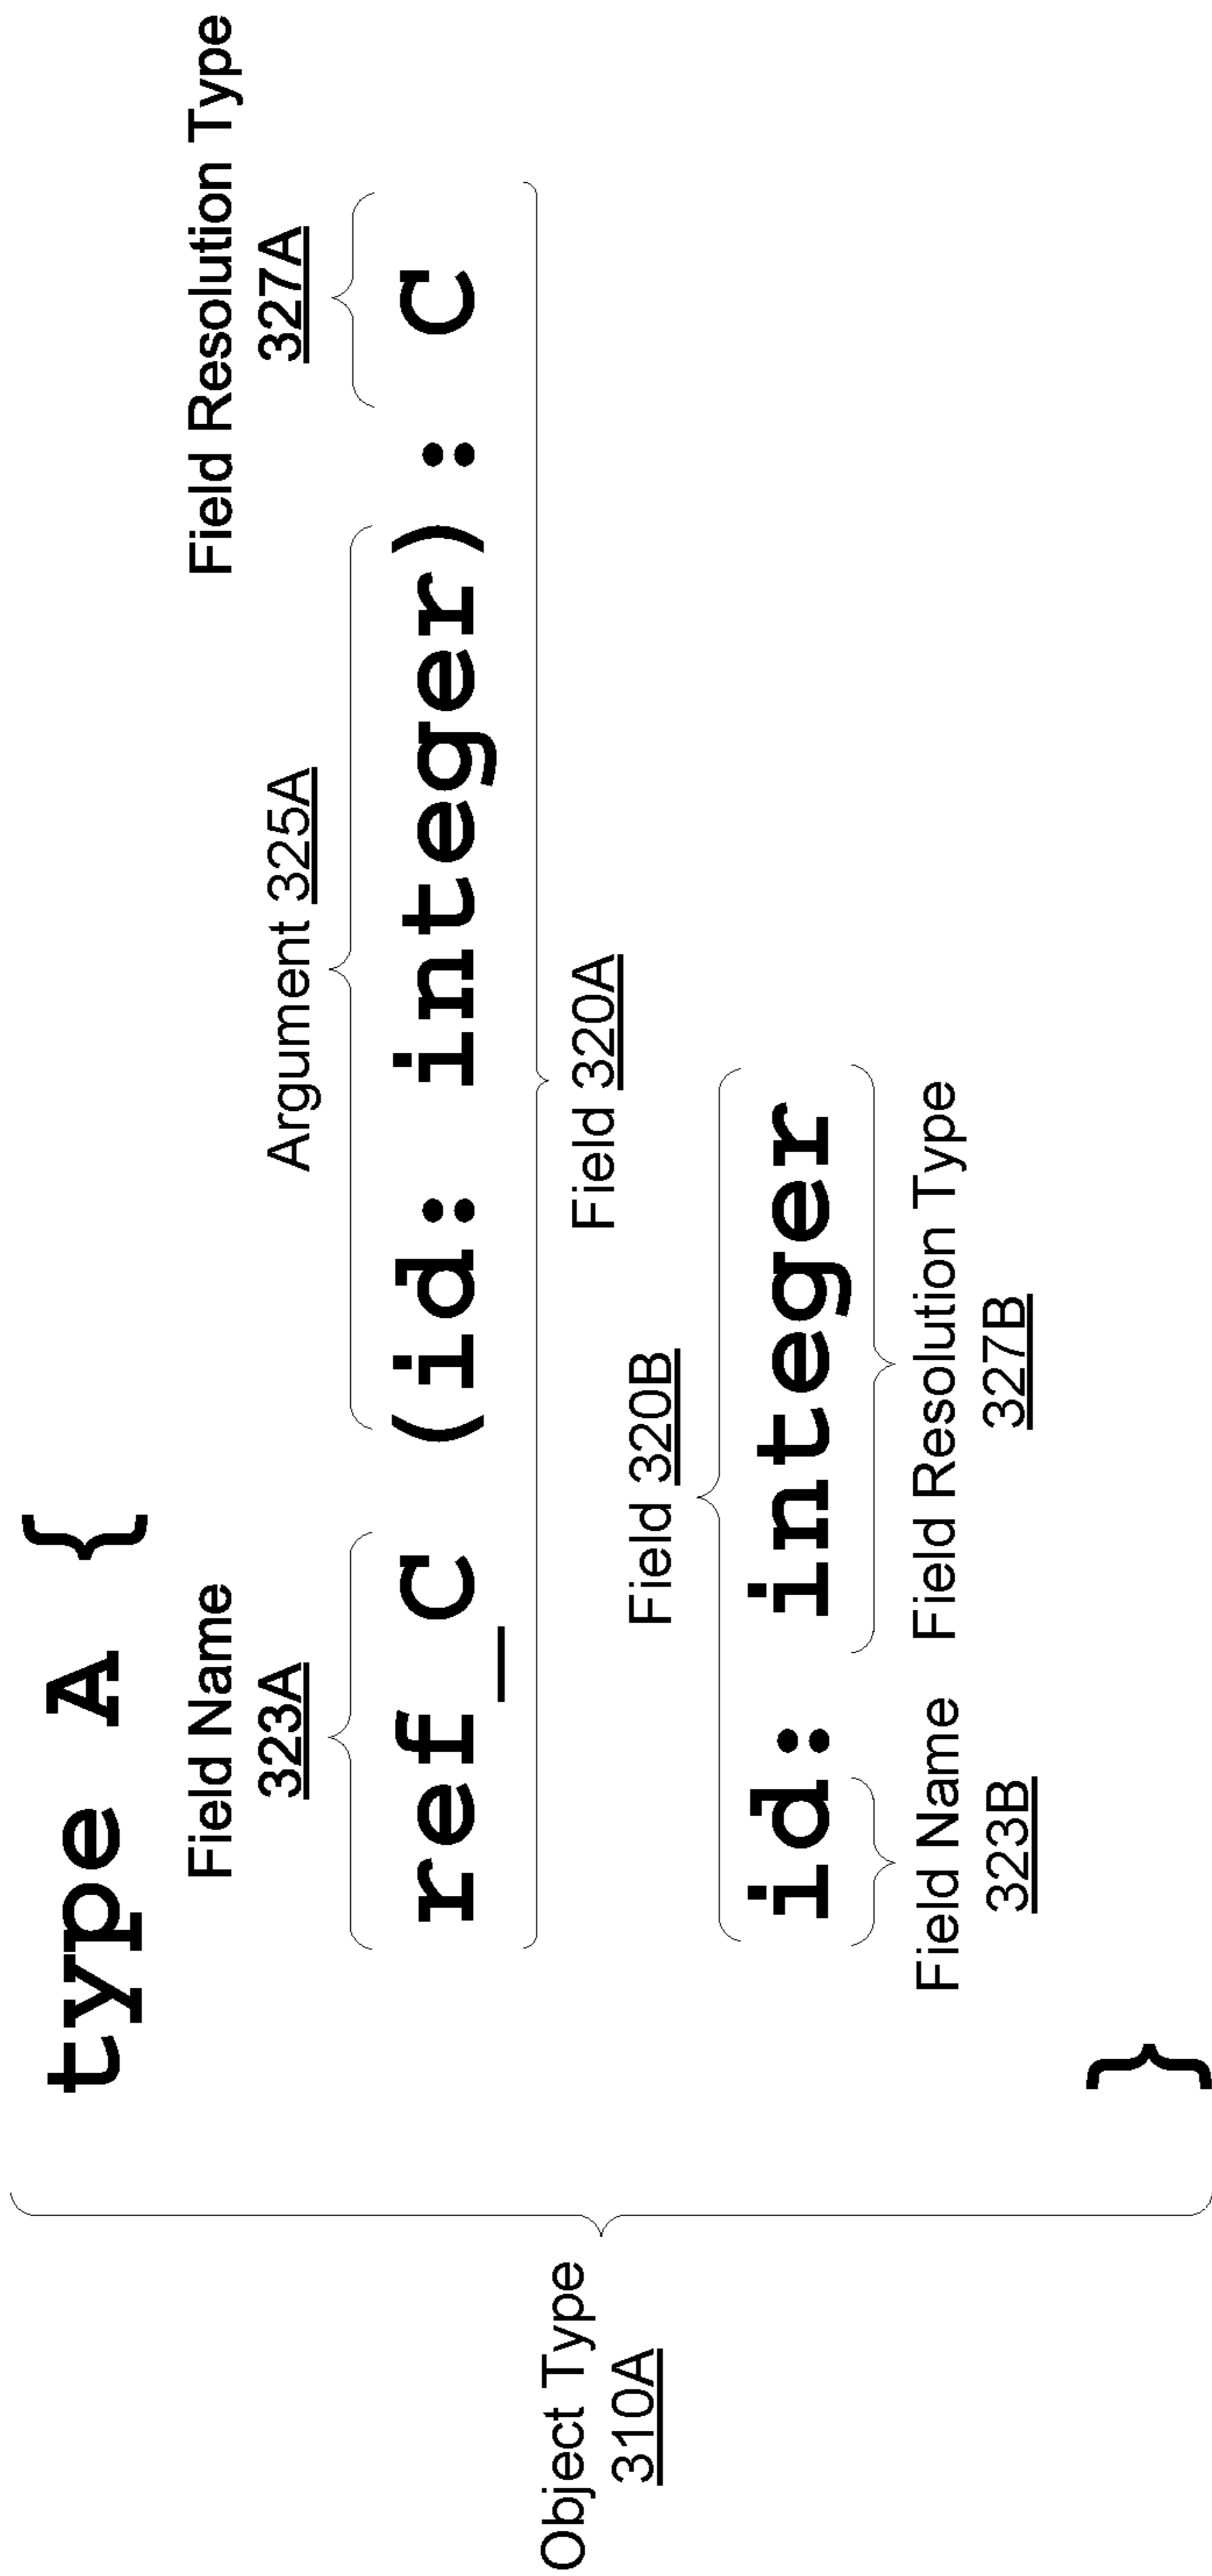 type A {
Field Name
323A
Argument 325A
Field Resolution Type
327A
ref_C (id: integer): C
Field 320A
Object Type
310A
Field 320B
id: integer
Field Name
323B
Field Resolution Type
327B
}